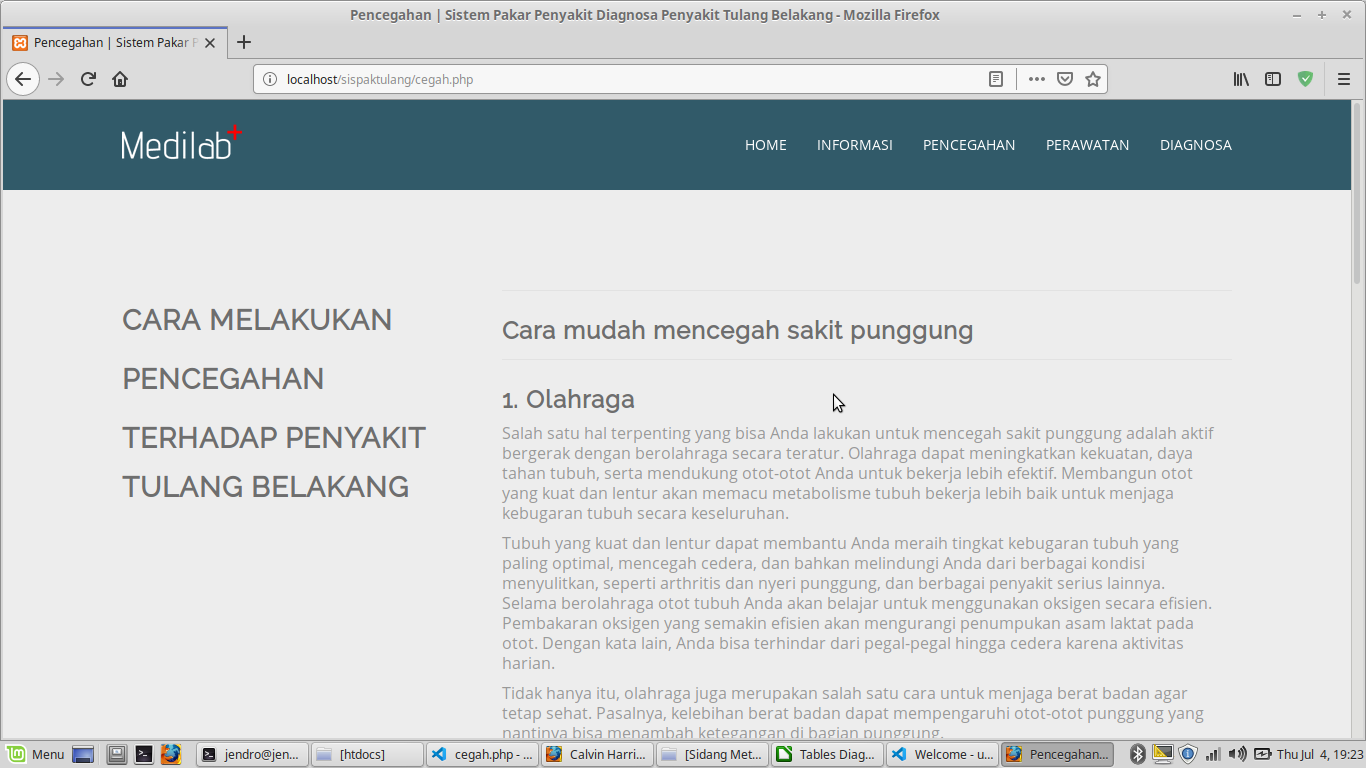 Pencegahan | Sistem Pakar Penyakit Diagnosa Penyakit Tulang Belakang - Mozilla Firefox
Pencegahan | Sistem Pakar P
localhost/sispaktulang/cegah.php
Medilab+
HOME INFORMASI PENCEGAHAN PERAWATAN DIAGNOSA
CARA MELAKUKAN
PENCEGAHAN
TERHADAP PENYAKIT
TULANG BELAKANG
Cara mudah mencegah sakit punggung
1. Olahraga
Salah satu hal terpenting yang bisa Anda lakukan untuk mencegah sakit punggung adalah aktif
bergerak dengan berolahraga secara teratur. Olahraga dapat meningkatkan kekuatan, daya
tahan tubuh, serta mendukung otot-otot Anda untuk bekerja lebih efektif. Membangun otot
yang kuat dan lentur akan memacu metabolisme tubuh bekerja lebih baik untuk menjaga
kebugaran tubuh secara keseluruhan.
Tubuh yang kuat dan lentur dapat membantu Anda meraih tingkat kebugaran tubuh yang
paling optimal, mencegah cedera, dan bahkan melindungi Anda dari berbagai kondisi
menyulitkan, seperti arthritis dan nyeri punggung, dan berbagai penyakit serius lainnya.
Selama berolahraga otot tubuh Anda akan belajar untuk menggunakan oksigen secara efisien.
Pembakaran oksigen yang semakin efisien akan mengurangi penumpukan asam laktat pada
otot. Dengan kata lain, Anda bisa terhindar dari pegal-pegal hingga cedera karena aktivitas
harian.
Tidak hanya itu, olahraga juga merupakan salah satu cara untuk menjaga berat badan agar
tetap sehat. Pasalnya, kelebihan berat badan dapat mempengaruhi otot-otot punggung yang
nantinya bisa menambah ketegangan di bagian punggung.
Menu jendro@jen... [htdocs] cegah.php - ... Calvin Harri... [Sidang Met... Tables Diag... Welcome - u... Pencegahan... Thu Jul 4, 19:23